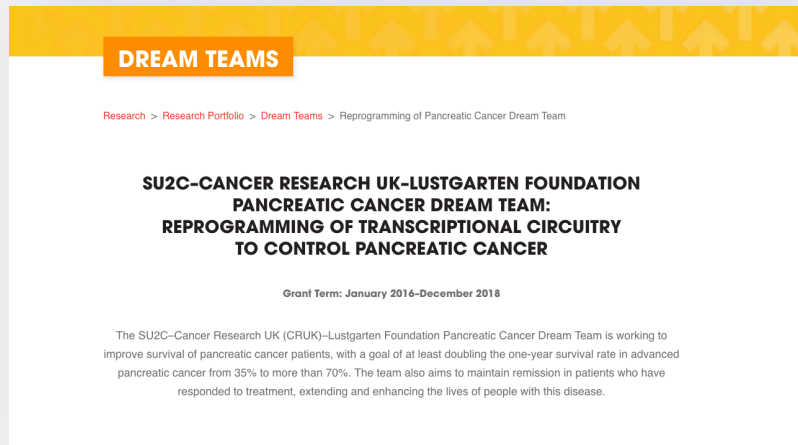 DREAM TEAMS
Research > Research Portfolio > Dream Teams > Reprogramming of Pancreatic Cancer Dream Team
SU2C–CANCER RESEARCH UK–LUSTGARTEN FOUNDATION
PANCREATIC CANCER DREAM TEAM:
REPROGRAMMING OF TRANSCRIPTIONAL CIRCUITRY
TO CONTROL PANCREATIC CANCER
Grant Term: January 2016–December 2018
The SU2C–Cancer Research UK (CRUK)–Lustgarten Foundation Pancreatic Cancer Dream Team is working to
improve survival of pancreatic cancer patients, with a goal of at least doubling the one-year survival rate in advanced
pancreatic cancer from 35% to more than 70%. The team also aims to maintain remission in patients who have
responded to treatment, extending and enhancing the lives of people with this disease.